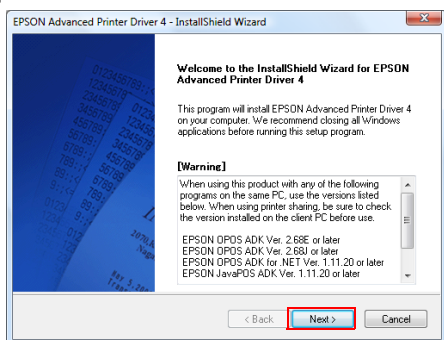 EPSON Advanced Printer Driver 4 - InstallShield Wizard
Welcome to the InstallShield Wizard for EPSON
Advanced Printer Driver 4
This program will install EPSON Advanced Printer Driver 4
on your computer. We recommend closing all Windows
applications before running this setup program.
[Warning]
When using this product with any of the following
programs on the same PC, use the versions listed
below. When using printer sharing, be sure to check
the version installed on the client PC before use.
EPSON OPOS ADK Ver. 2.68E or later
EPSON OPOS ADK Ver. 2.68J or later
EPSON OPOS ADK for .NET Ver. 1.11.20 or later
EPSON JavaPOS ADK Ver. 1.11.20 or later
< Back
Next >
Cancel